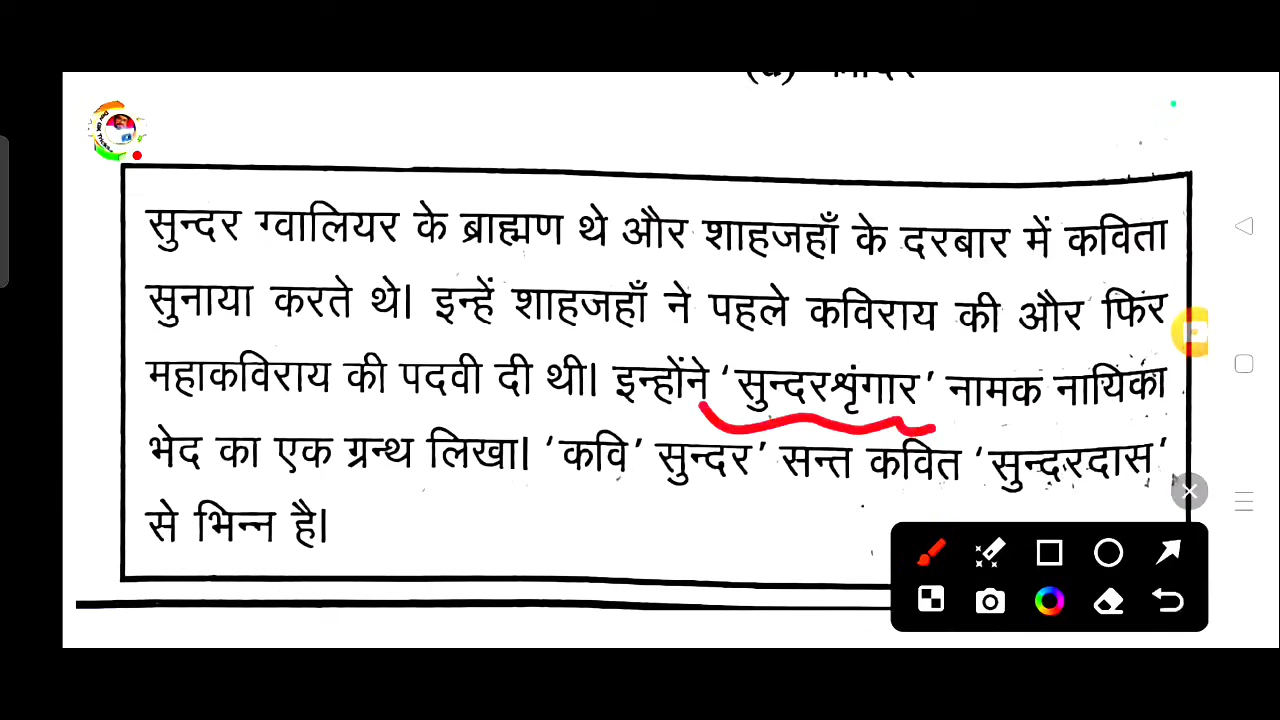 सुन्दर ग्वालियर के ब्राह्मण थे और शाहजहाँ के दरबार में कविता
सुनाया करते थे। इन्हें शाहजहाँ ने पहले कविराय की और फिर
महाकविराय की पदवी दी थी। इन्होंने ‘सुन्दरशृंगार’ नामक नायिका
भेद का एक ग्रन्थ लिखा। ‘कवि’ सुन्दर’ सन्त कवित ‘सुन्दरदास’
से भिन्न है।